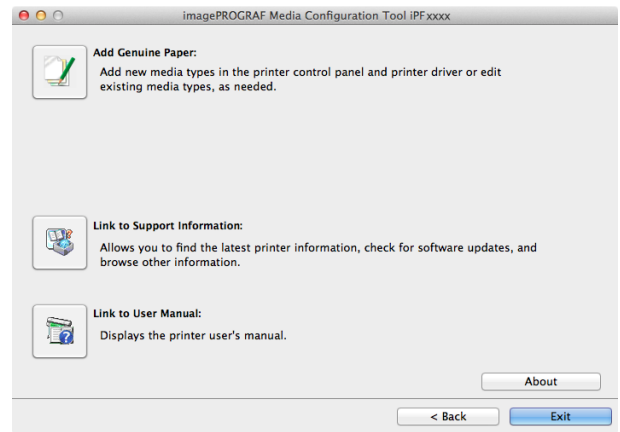 imagePROGRAF Media Configuration Tool iPFxxxx
Add Genuine Paper:
Add new media types in the printer control panel and printer driver or edit
existing media types, as needed.
Link to Support Information:
Allows you to find the latest printer information, check for software updates, and
browse other information.
Link to User Manual:
Displays the printer user's manual.
About
< Back
Exit